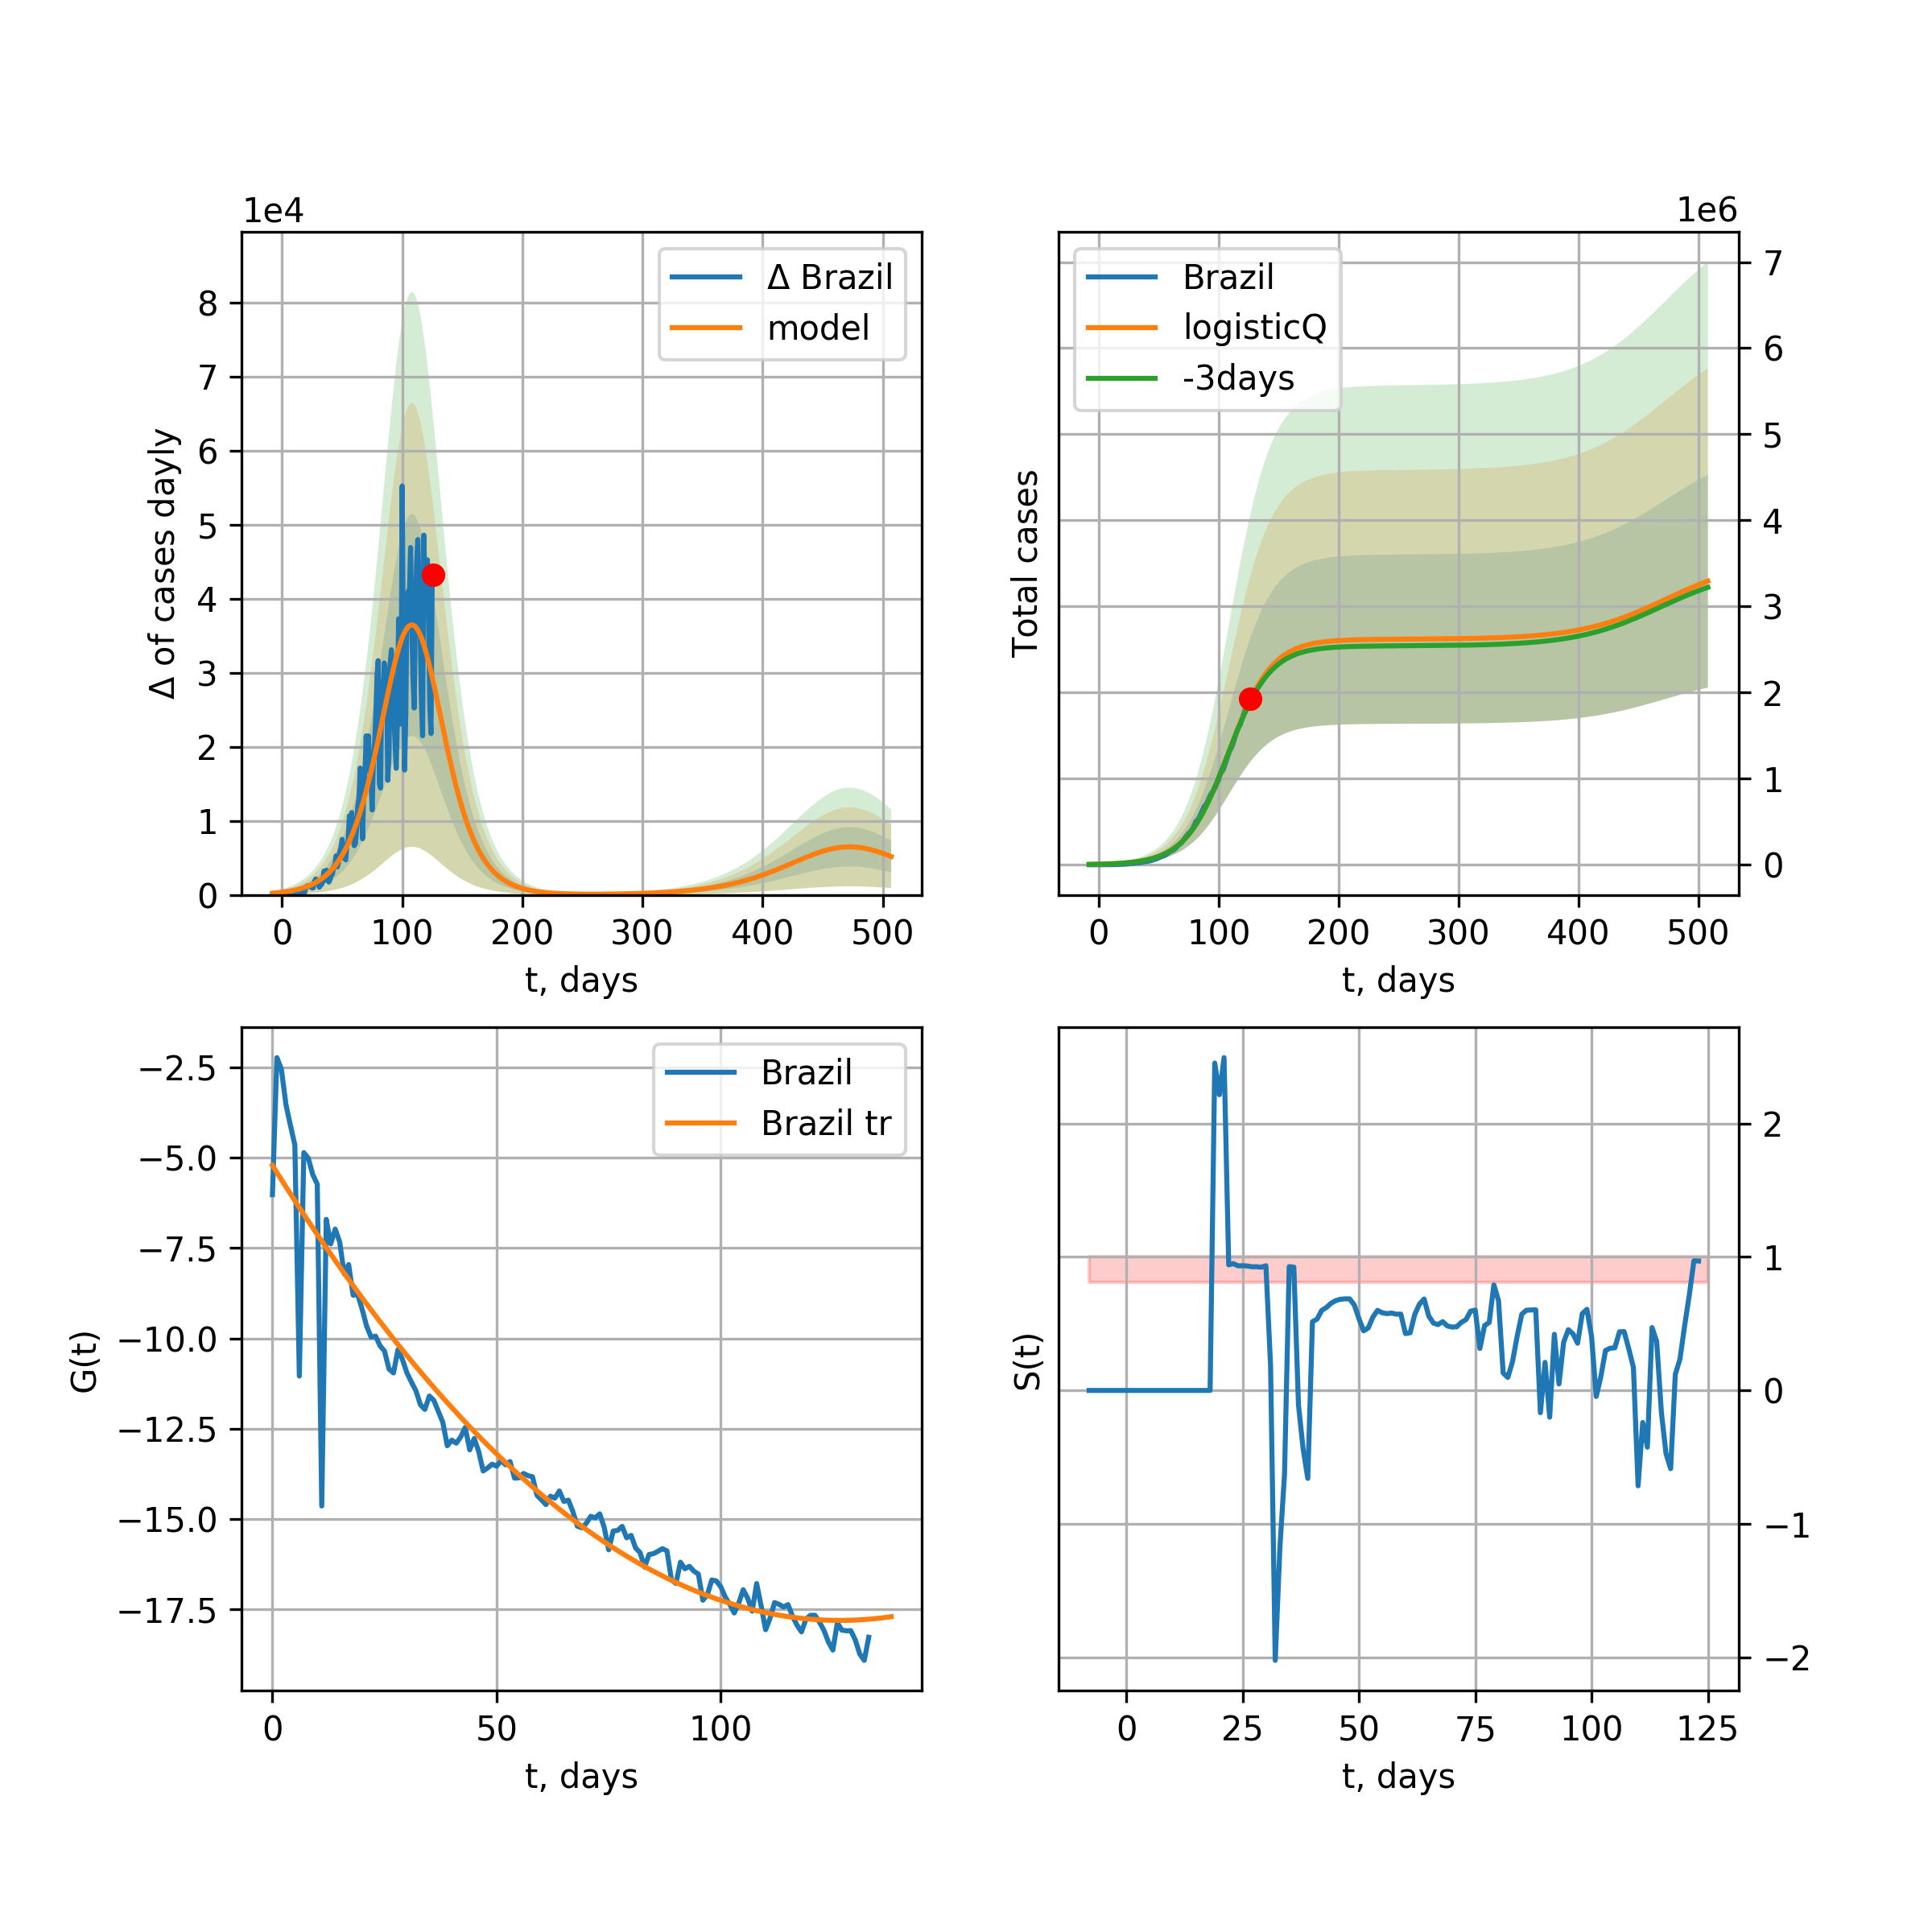 1e4
Δ of cases dayly
8
7
6
5
4
3
2
1
0
0 100 200 300 400 500
t, days
Δ Brazil
model
1e6
Total cases
7
6
5
4
3
2
1
0
0 100 200 300 400 500
t, days
Brazil
logisticQ
-3days
G(t)
−2.5
−5.0
−7.5
−10.0
−12.5
−15.0
−17.5
0 50 100
t, days
Brazil
Brazil tr
S(t)
2
1
0
−1
−2
0 25 50 75 100 125
t, days